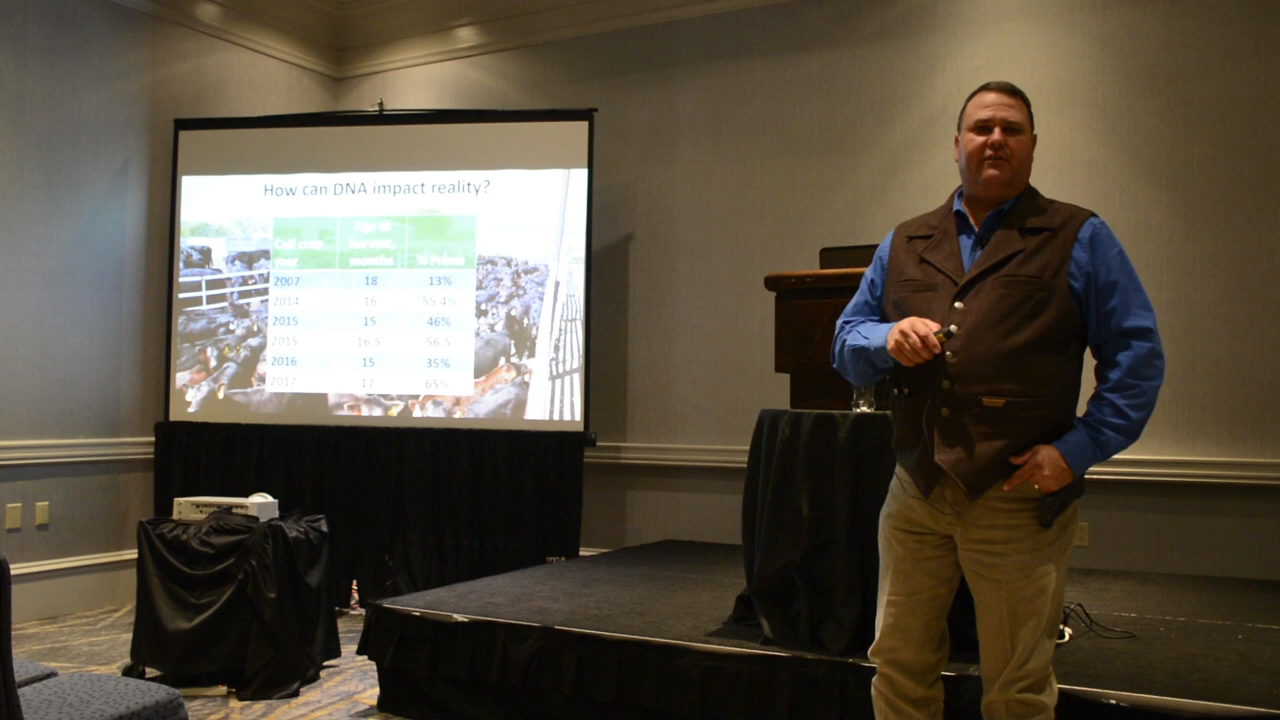 How can DNA impact reality?
Age at
Calf crop harvest,
year months % Prime
2007 18 13%
2014 16 55.4%
2015 15 46%
2015 16.5 56.5
2016 15 35%
2017 17 65%